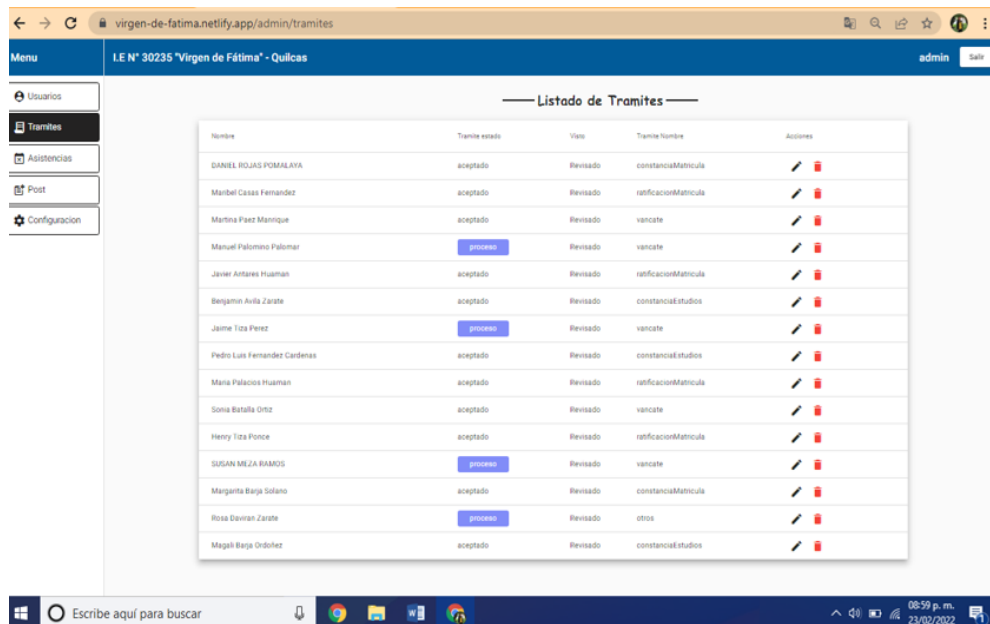 virgen-de-fatima.netlify.app/admin/tramites
Menu I.E N° 30235 "Virgen de Fátima" - Quilcas admin Salir
Usuarios
Tramites
Asistencias
Post
Configuracion
Listado de Tramites
Nombre Tramite estado Visto Tramite Nombre Acciones
DANIEL ROJAS POMALAYA aceptado Revisado constanciaMatricula
Maribel Casas Fernandez aceptado Revisado ratificacionMatricula
Martina Paez Manrique aceptado Revisado vancate
Manuel Palomino Palomar proceso Revisado vancate
Javier Antares Huaman aceptado Revisado ratificacionMatricula
Benjamin Avila Zarate aceptado Revisado constanciaEstudios
Jaime Tiza Perez proceso Revisado vancate
Pedro Luis Fernandez Cardenas aceptado Revisado constanciaEstudios
Maria Palacios Huaman aceptado Revisado ratificacionMatricula
Sonia Batalla Ortiz aceptado Revisado vancate
Henry Tiza Ponce aceptado Revisado ratificacionMatricula
SUSAN MEZA RAMOS proceso Revisado vancate
Margarita Barja Solano aceptado Revisado constanciaMatricula
Rosa Daviran Zarate proceso Revisado otros
Magali Barja Ordoñez aceptado Revisado constanciaEstudios
Escribe aquí para buscar
08:59 p. m.
23/02/2022